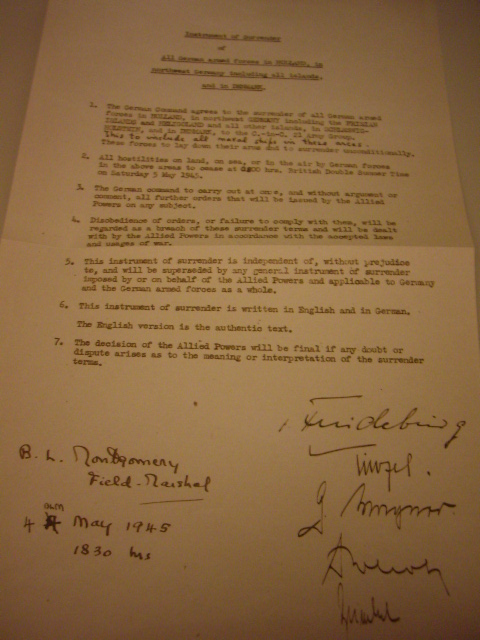 Instrument of Surrender
of
All German armed forces in HOLLAND, in
northwest Germany including all islands,
and in DENMARK.
1. The German Command agrees to the surrender of all German armed
forces in HOLLAND, in northwest GERMANY including the FRISIAN
ISLANDS and HELIGOLAND and all other islands, in SCHLESWIG-
HOLSTEIN, and in DENMARK, to the C.-in-C. 21 Army Group.
This to include all naval ships in these areas.
These forces to lay down their arms and to surrender unconditionally.
2. All hostilities on land, on sea, or in the air by German forces
in the above areas to cease at 0800 hrs. British Double Summer Time
on Saturday 5 May 1945.
3. The German command to carry out at once, and without argument or
comment, all further orders that will be issued by the Allied
Powers on any subject.
4. Disobedience of orders, or failure to comply with them, will be
regarded as a breach of these surrender terms and will be dealt
with by the Allied Powers in accordance with the accepted laws
and usages of war.
5. This instrument of surrender is independent of, without prejudice
to, and will be superseded by any general instrument of surrender
imposed by or on behalf of the Allied Powers and applicable to Germany
and the German armed forces as a whole.
6. This instrument of surrender is written in English and in German.
The English version is the authentic text.
7. The decision of the Allied Powers will be final if any doubt or
dispute arises as to the meaning or interpretation of the surrender
terms.
B. L. Montgomery
Field-Marshal
4 May 1945
1830 hrs
Friedeburg
Kinzel.
G. Wagner.